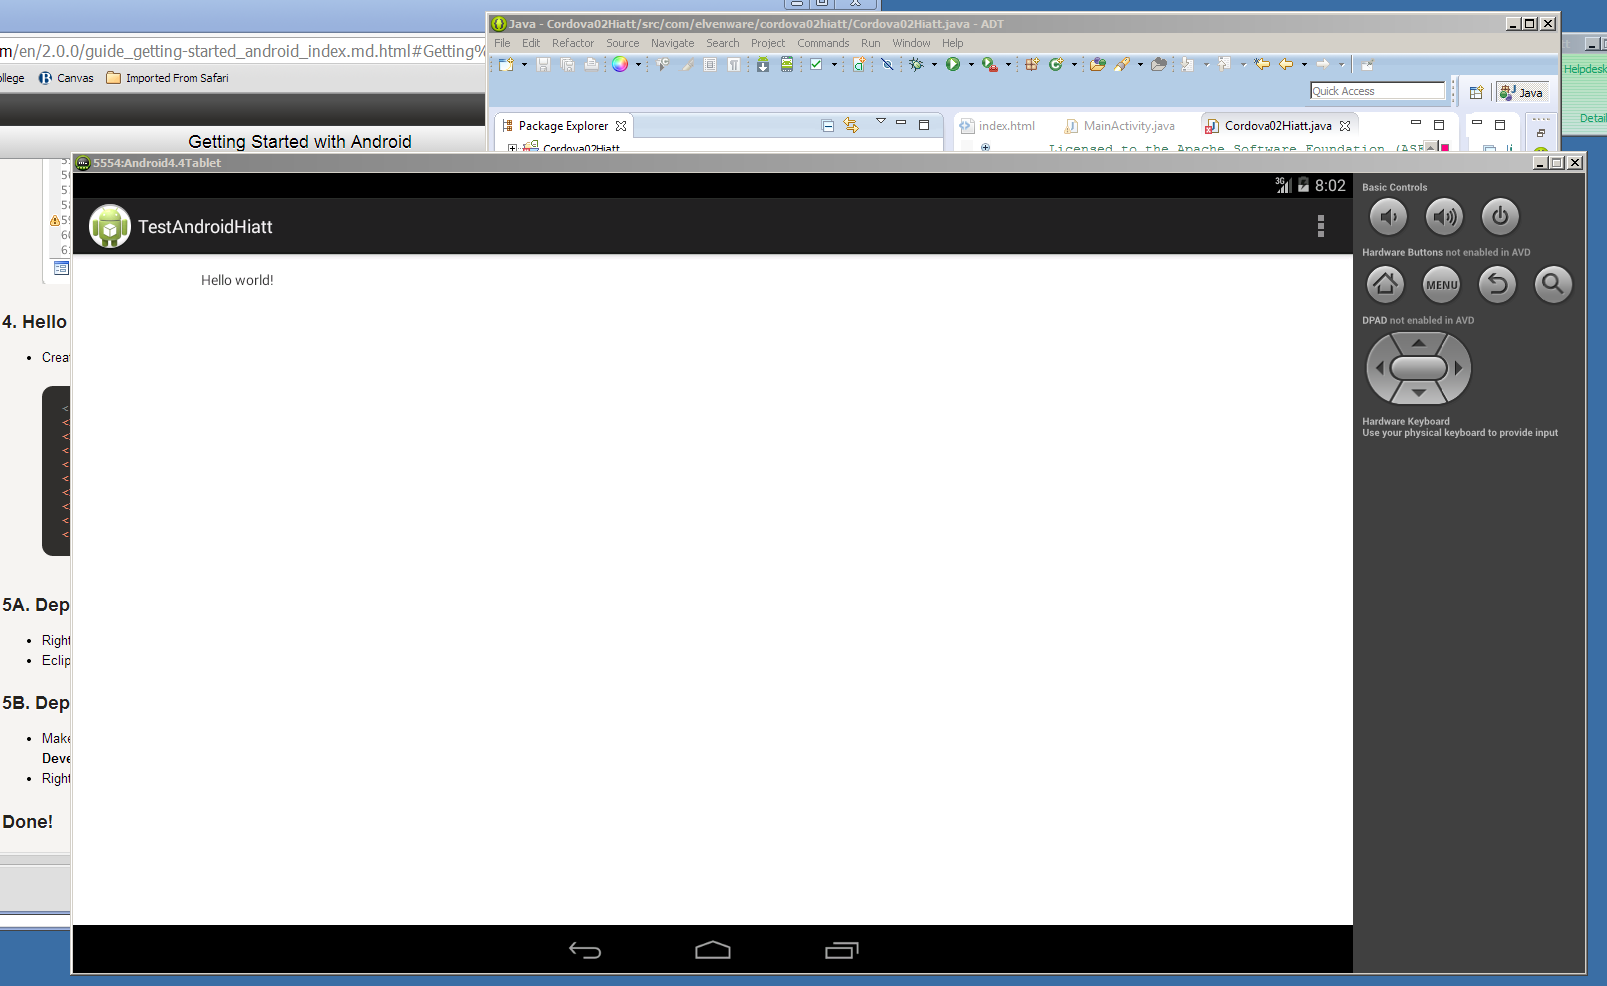 Java - Cordova02Hiatt/src/com/elvenware/cordova02hiatt/Cordova02Hiatt.java - ADT
File Edit Refactor Source Navigate Search Project Commands Run Window Help
m/en/2.0.0/guide_getting-started_android_index.md.html#Getting%
llege Canvas Imported From Safari
Helpdesk
Quick Access
Java
Detai
Package Explorer
index.html MainActivity.java Cordova02Hiatt.java
Getting Started with Android
Cordova02Hiatt
Licensed to the Apache Software Foundation (ASF
5554:Android4.4Tablet
3G 8:02
TestAndroidHiatt
Hello world!
Basic Controls
Hardware Buttons not enabled in AVD
MENU
DPAD not enabled in AVD
Hardware Keyboard
Use your physical keyboard to provide input
4. Hello
Crea
<
<
<
<
<
<
<
<
<
<
5A. Dep
Right
Eclip
5B. Dep
Make
Deve
Right
Done!